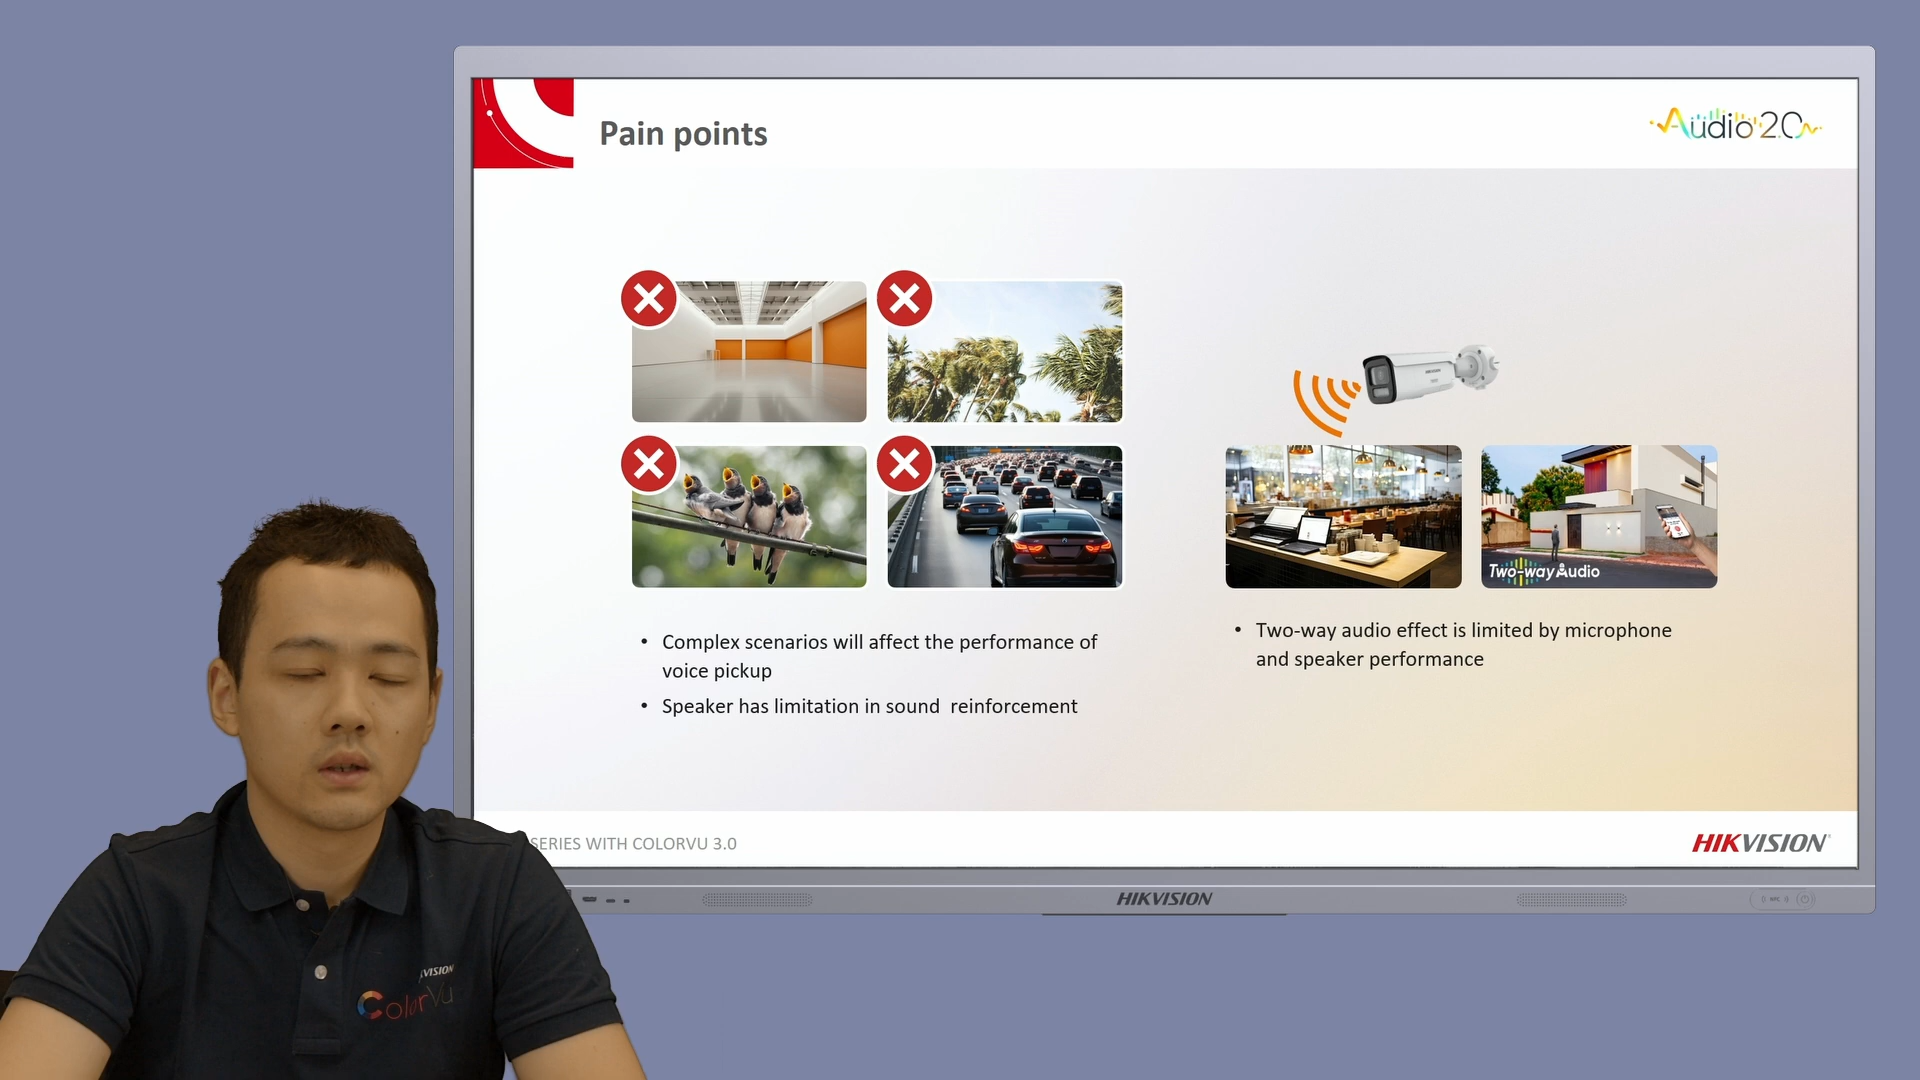 Pain points
Audio 2.0
Two-way Audio
• Complex scenarios will affect the performance of
voice pickup
• Speaker has limitation in sound reinforcement
• Two-way audio effect is limited by microphone
and speaker performance
SERIES WITH COLORVU 3.0
HIKVISION
HIKVISION
VISION
ColorVu